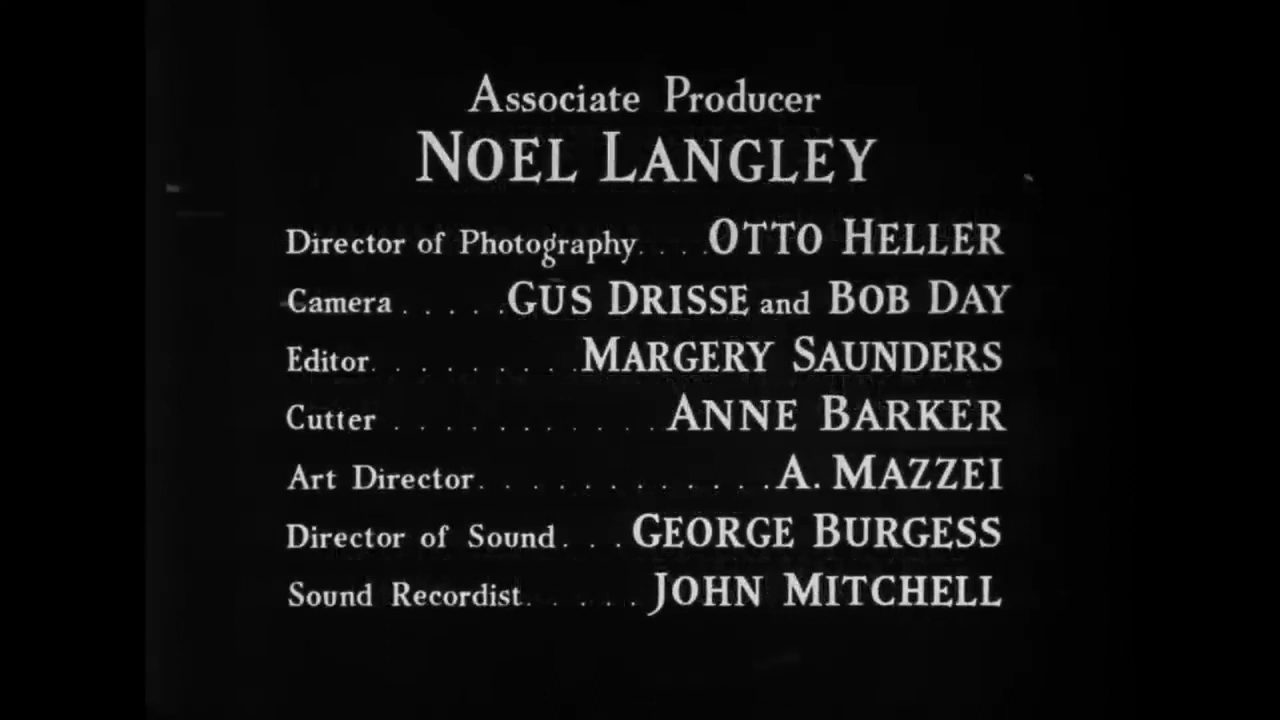 Associate Producer
NOEL LANGLEY
Director of Photography. . . . OTTO HELLER
Camera . . . . . GUS DRISSE and BOB DAY
Editor. . . . . . . . . . MARGERY SAUNDERS
Cutter . . . . . . . . . . . . ANNE BARKER
Art Director. . . . . . . . . . . . . A. MAZZEI
Director of Sound . . . GEORGE BURGESS
Sound Recordist. . . . . . JOHN MITCHELL